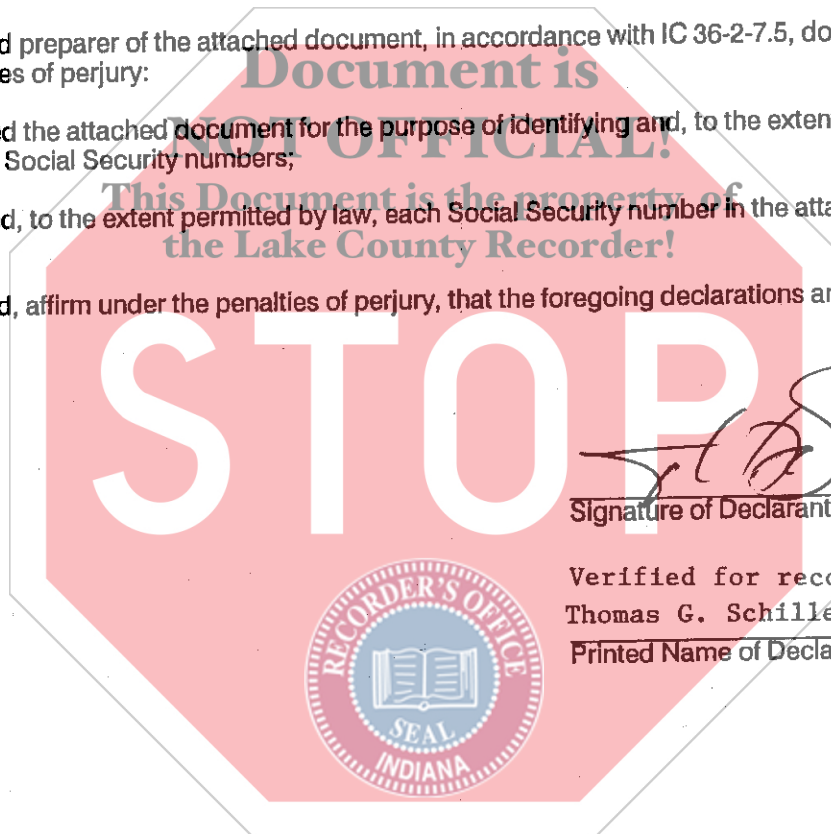 d preparer of the attached document, in accordance with IC 36-2-7.5, do
es of perjury:
Document is
d the attached document for the purpose of identifying and, to the exten
NOT OFFICIAL!
Social Security numbers;
This Document is the property of
d, to the extent permitted by law, each Social Security number in the atta
the Lake County Recorder!
d, affirm under the penalties of perjury, that the foregoing declarations a
STOP
Signature of Declarant
Verified for reco
Thomas G. Schille
Printed Name of Decla
RECORDER'S OFFICE
SEAL
INDIANA